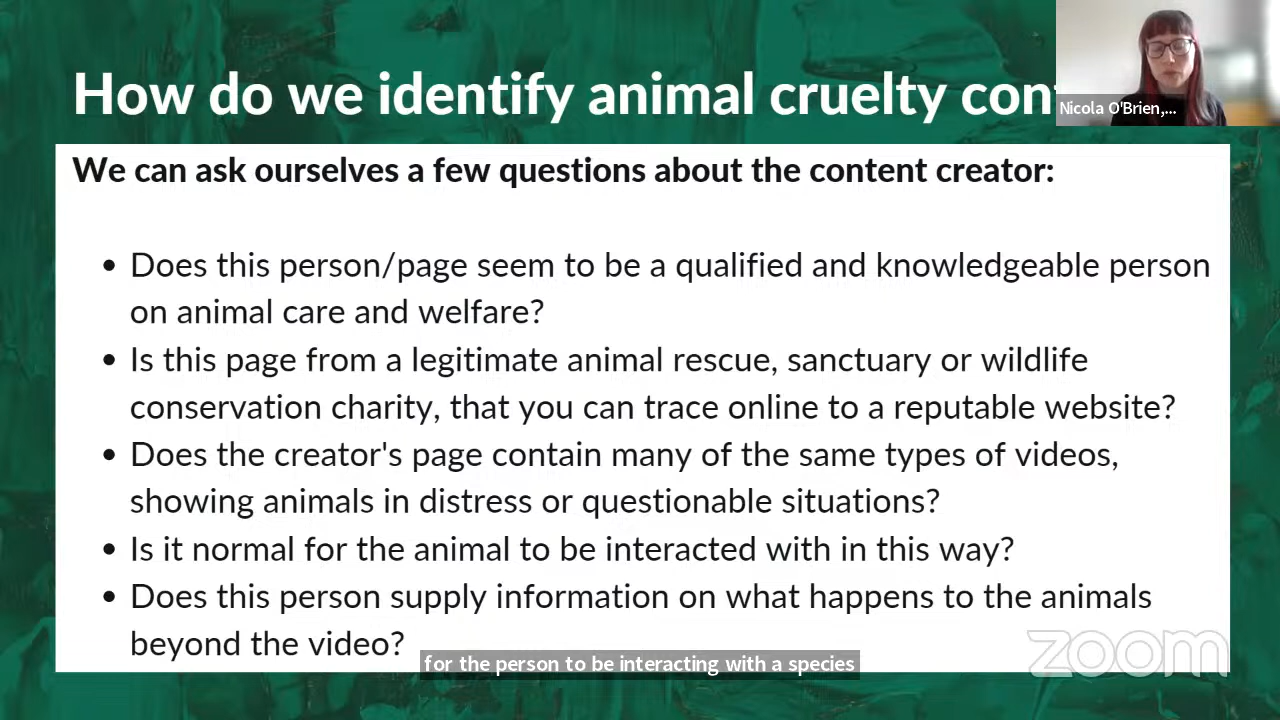 How do we identify animal cruelty con
Nicola O'Brien,...
We can ask ourselves a few questions about the content creator:
• Does this person/page seem to be a qualified and knowledgeable person
on animal care and welfare?
• Is this page from a legitimate animal rescue, sanctuary or wildlife
conservation charity, that you can trace online to a reputable website?
• Does the creator's page contain many of the same types of videos,
showing animals in distress or questionable situations?
• Is it normal for the animal to be interacted with in this way?
• Does this person supply information on what happens to the animals
beyond the video?
for the person to be interacting with a species
zoom